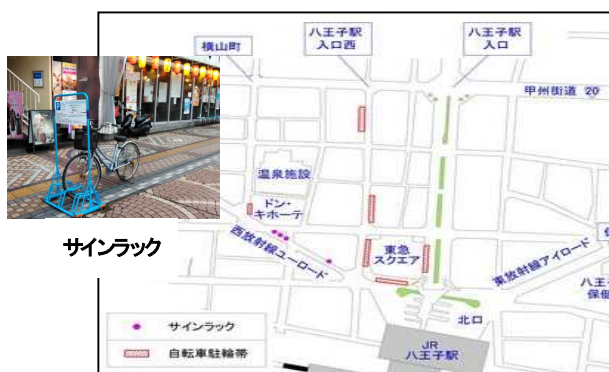 横山町
八王子駅
入口西
八王子駅
入口
甲州街道 20
温泉施設
ドン・
キホーテ
サインラック
西放射線ユーロード
東急
スクエア
東放射線アイロード
八王子
保健
北口
サインラック
自転車駐輪帯
JR
八王子駅